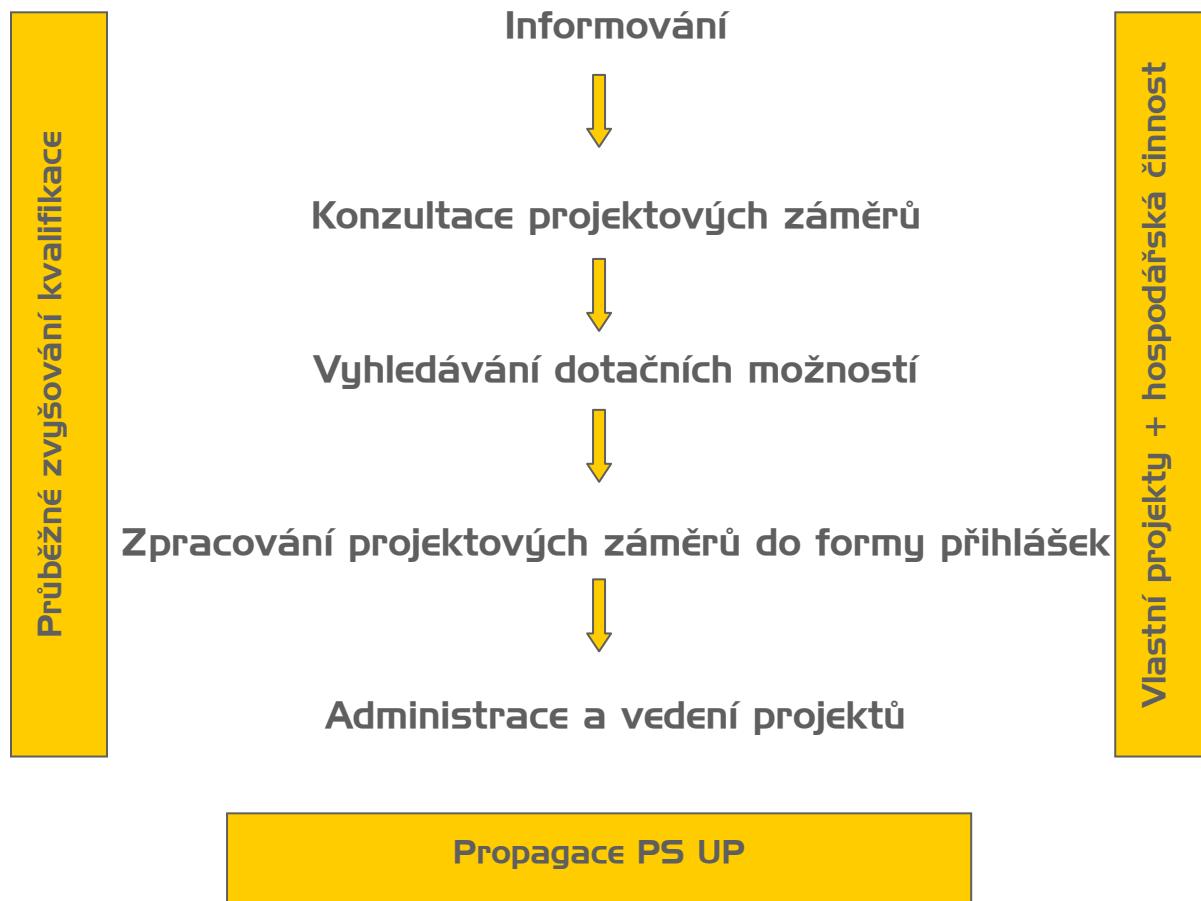 Informování
Průběžné zvyšování kvalifikace
Vlastní projekty + hospodářská činnost
Konzultace projektových záměrů
Vyhledávání dotačních možností
Zpracování projektových záměrů do formy přihlášek
Administrace a vedení projektů
Propagace PS UP